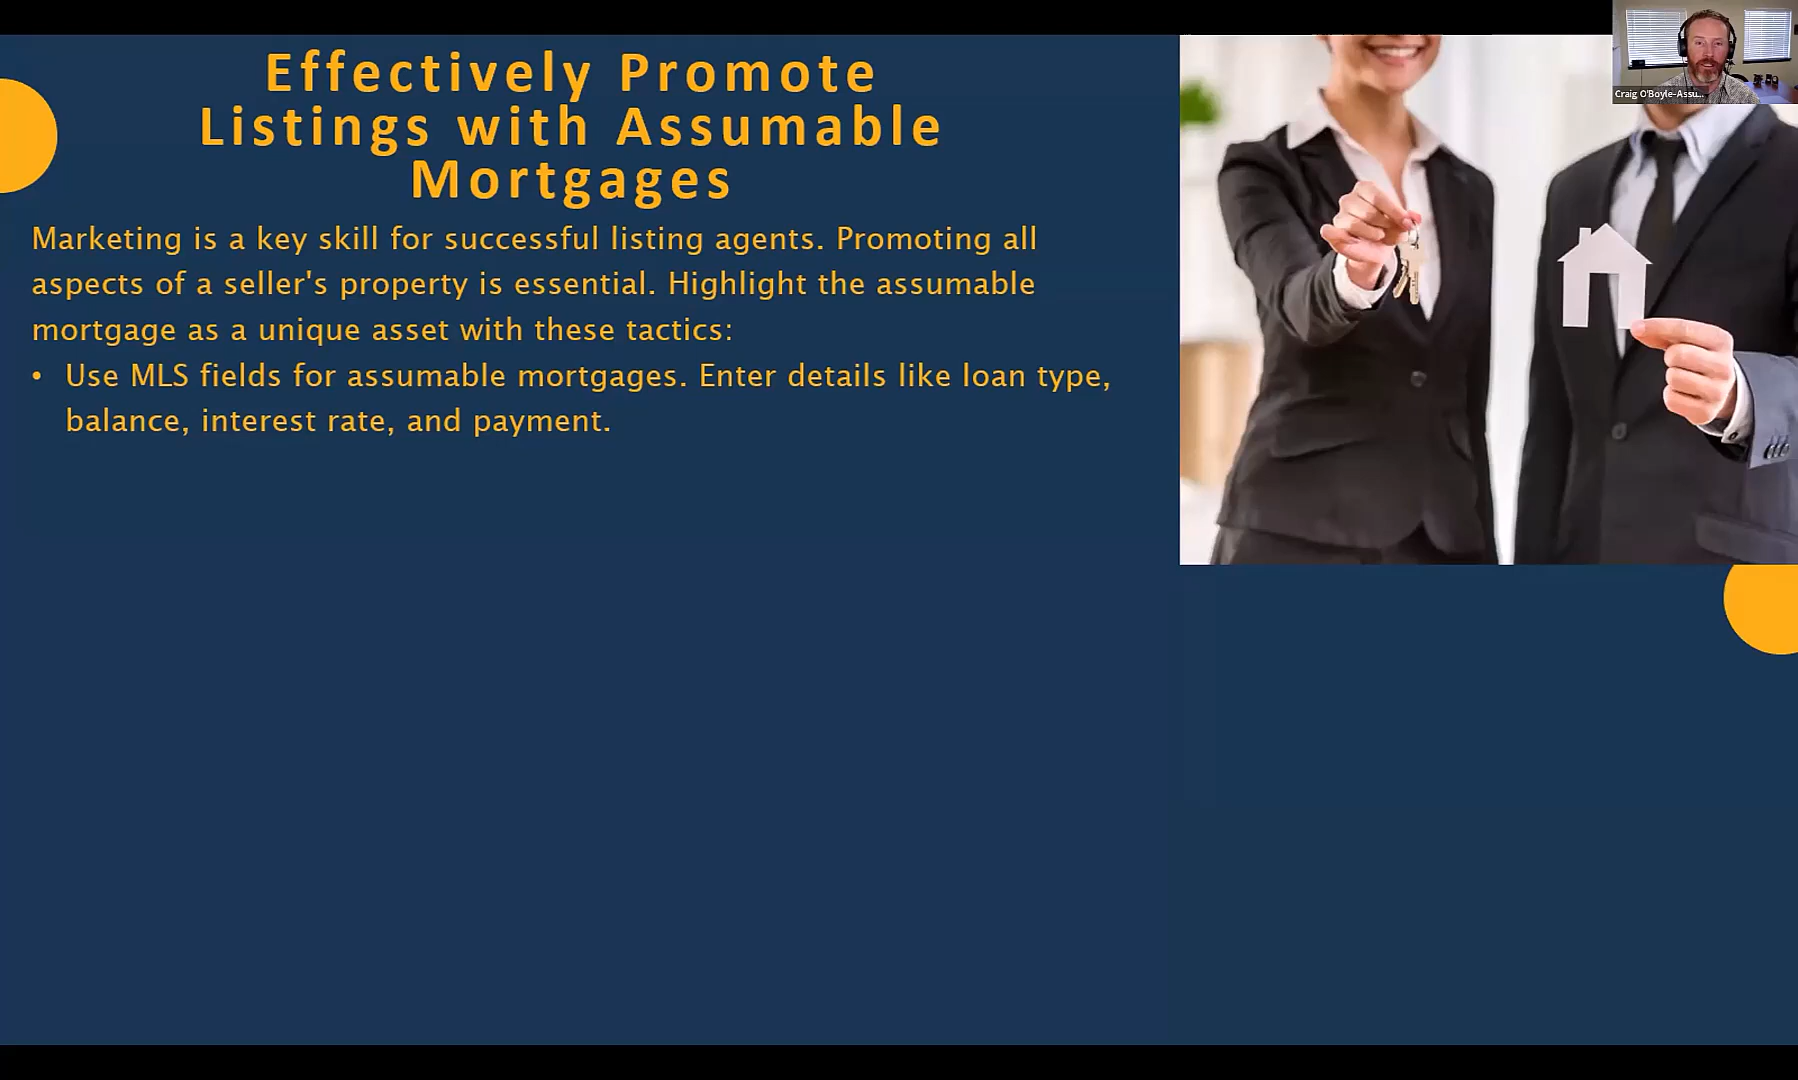 Effectively Promote
Listings with Assumable
Mortgages
Marketing is a key skill for successful listing agents. Promoting all
aspects of a seller's property is essential. Highlight the assumable
mortgage as a unique asset with these tactics:
• Use MLS fields for assumable mortgages. Enter details like loan type,
balance, interest rate, and payment.
Craig O'Boyle-Assu...